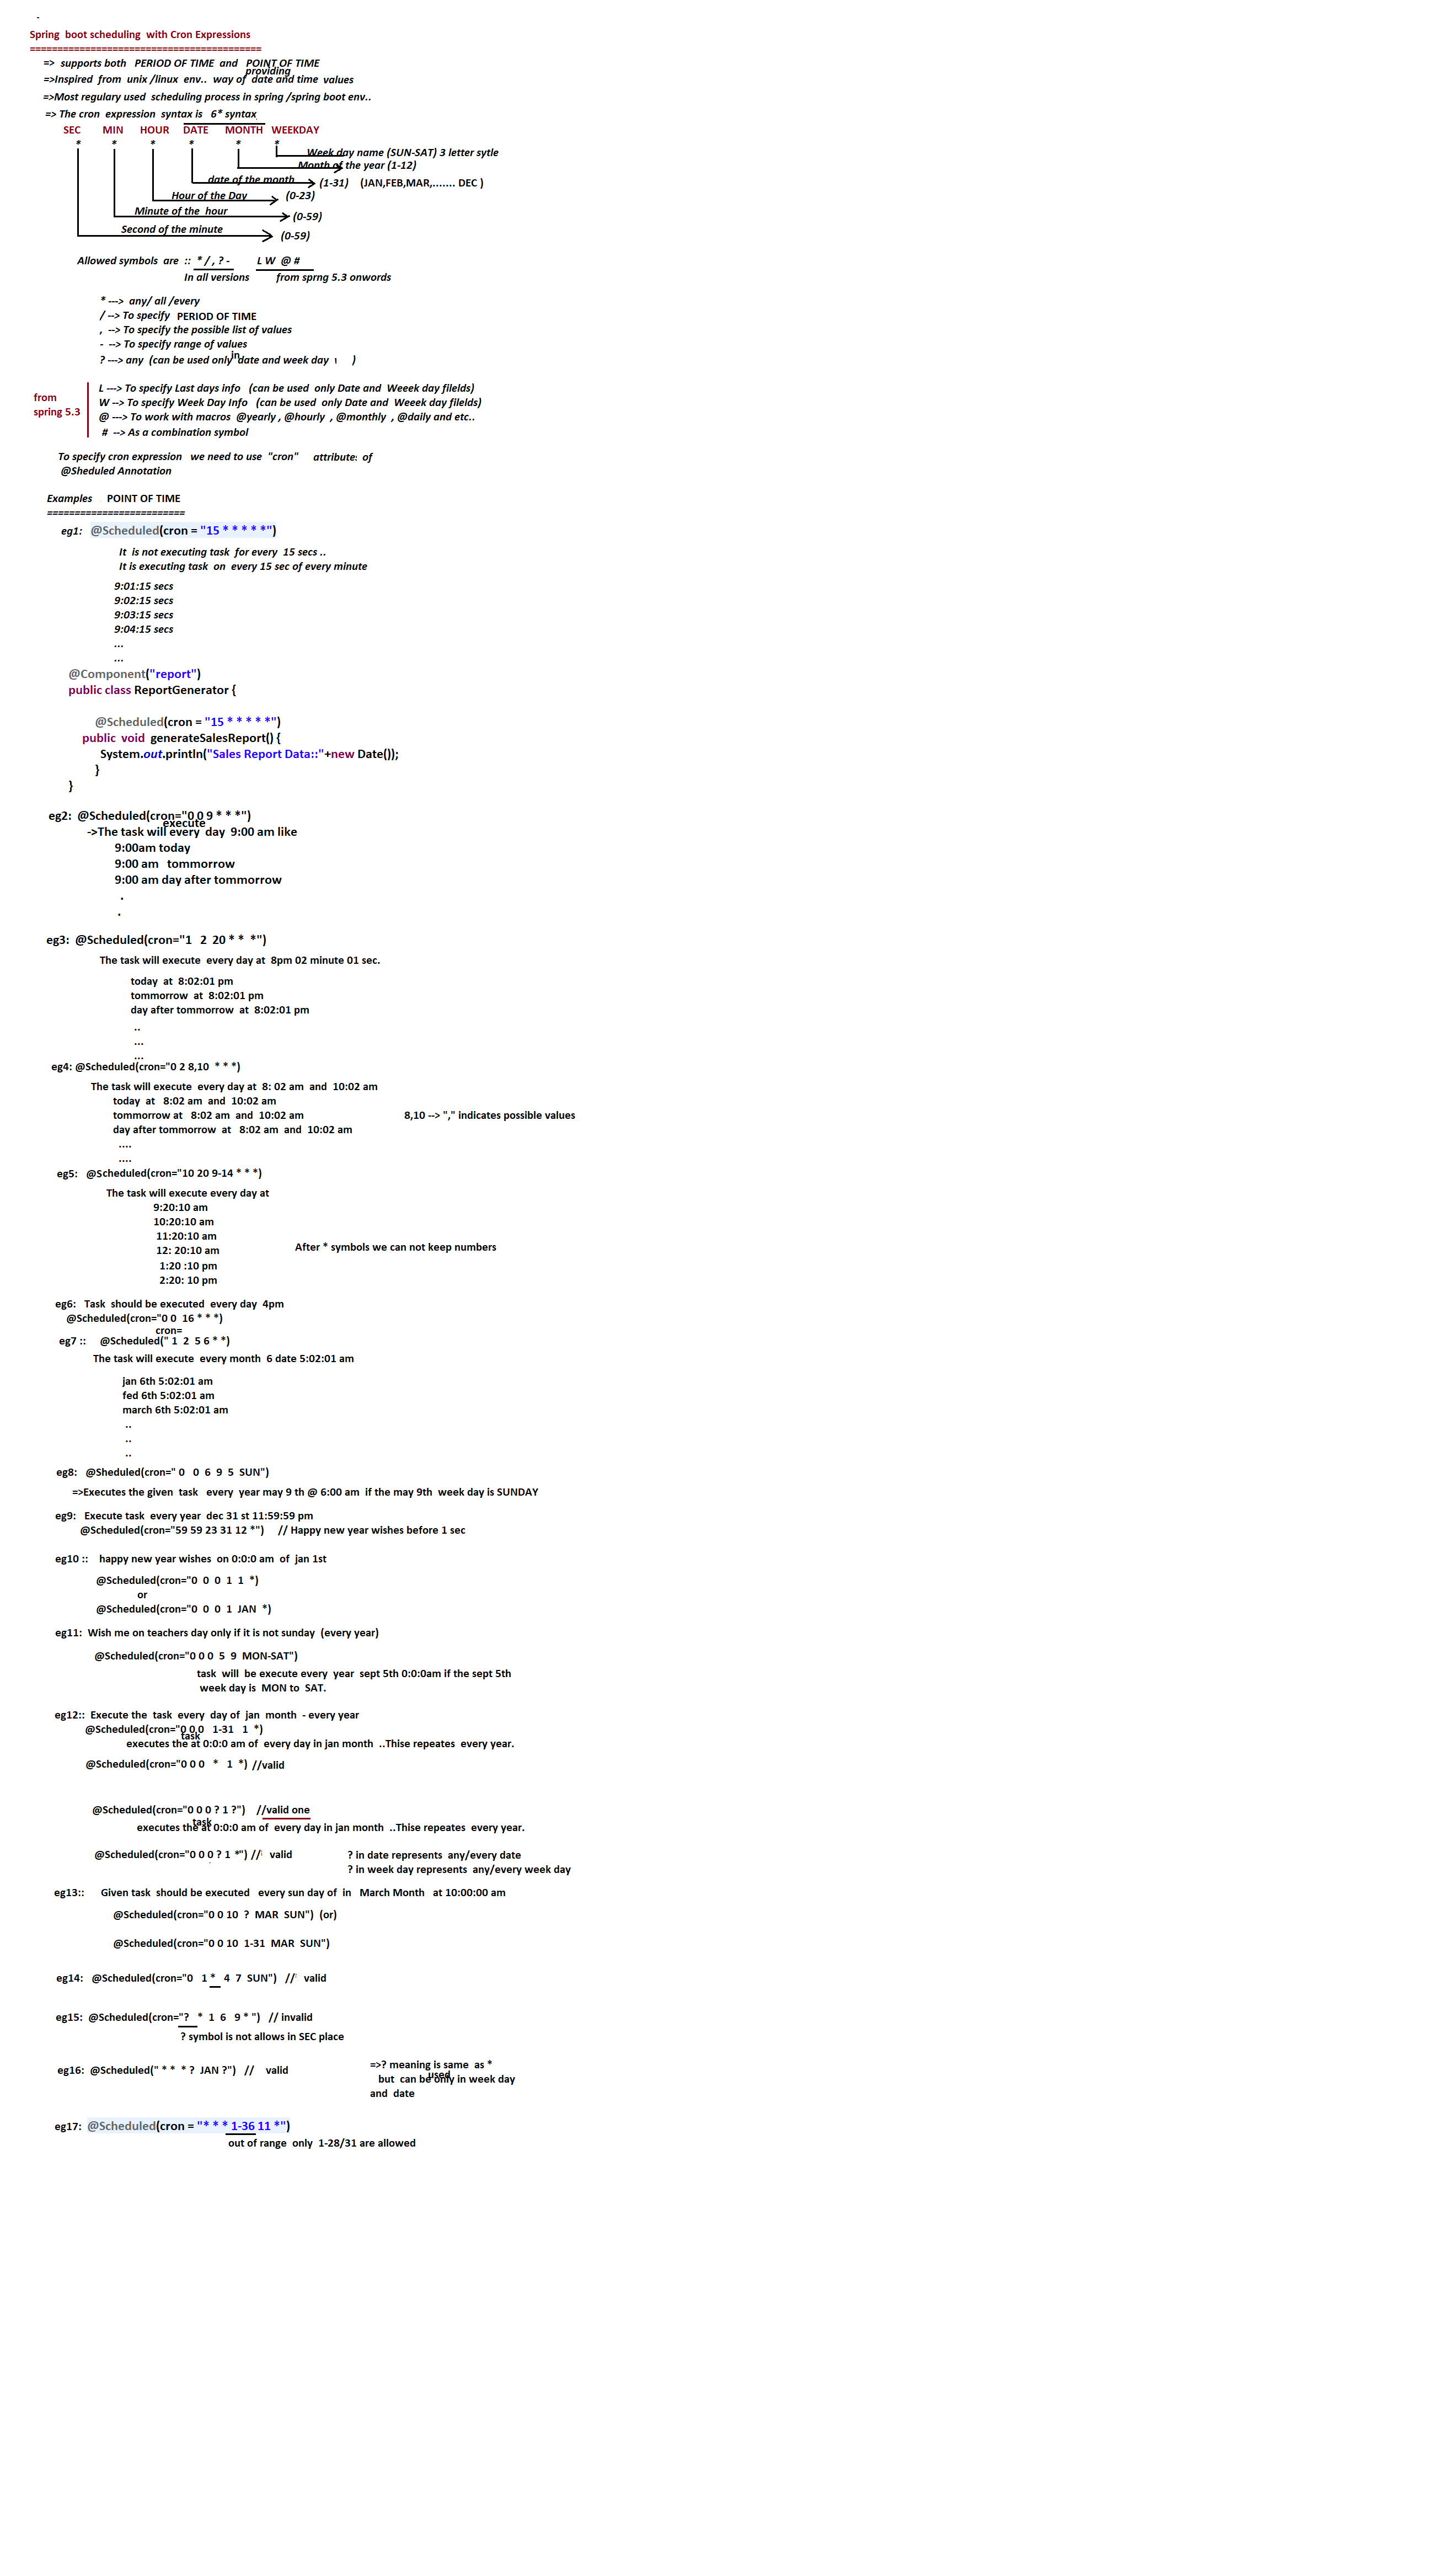 Spring boot scheduling with Cron Expressions
==========================================
=> supports both PERIOD OF TIME and POINT OF TIME
providing
=>Inspired from unix /linux env.. way of date and time values
=>Most regulary used scheduling process in spring /spring boot env..
=> The cron expression syntax is 6* syntax
SEC MIN HOUR DATE MONTH WEEKDAY
* * * * * *
Week day name (SUN-SAT) 3 letter sytle
Month of the year (1-12)
date of the month (1-31) (JAN,FEB,MAR,....... DEC )
Hour of the Day (0-23)
Minute of the hour (0-59)
Second of the minute (0-59)
Allowed symbols are :: * / , ? - L W @ #
In all versions from sprng 5.3 onwords
* ---> any/ all /every
/ --> To specify PERIOD OF TIME
, --> To specify the possible list of values
- --> To specify range of values
in
? ---> any (can be used only date and week day )
from
spring 5.3
L ---> To specify Last days info (can be used only Date and Weeek day filelds)
W --> To specify Week Day Info (can be used only Date and Weeek day filelds)
@ ---> To work with macros @yearly , @hourly , @monthly , @daily and etc..
# --> As a combination symbol
To specify cron expression we need to use "cron" attribute of
@Sheduled Annotation
Examples POINT OF TIME
=========================
eg1: @Scheduled(cron = "15 * * * * *")
It is not executing task for every 15 secs ..
It is executing task on every 15 sec of every minute
9:01:15 secs
9:02:15 secs
9:03:15 secs
9:04:15 secs
...
...
@Component("report")
public class ReportGenerator {
@Scheduled(cron = "15 * * * * *")
public void generateSalesReport() {
System.out.println("Sales Report Data::"+new Date());
}
}
eg2: @Scheduled(cron="0 0 9 * * *")
execute
->The task will every day 9:00 am like
9:00am today
9:00 am tommorrow
9:00 am day after tommorrow
.
.
eg3: @Scheduled(cron="1 2 20 * * *")
The task will execute every day at 8pm 02 minute 01 sec.
today at 8:02:01 pm
tommorrow at 8:02:01 pm
day after tommorrow at 8:02:01 pm
..
...
...
eg4: @Scheduled(cron="0 2 8,10 * * *)
The task will execute every day at 8: 02 am and 10:02 am
today at 8:02 am and 10:02 am
tommorrow at 8:02 am and 10:02 am 8,10 --> "," indicates possible values
day after tommorrow at 8:02 am and 10:02 am
....
....
eg5: @Scheduled(cron="10 20 9-14 * * *)
The task will execute every day at
9:20:10 am
10:20:10 am
11:20:10 am
12: 20:10 am After * symbols we can not keep numbers
1:20 :10 pm
2:20: 10 pm
eg6: Task should be executed every day 4pm
@Scheduled(cron="0 0 16 * * *)
cron=
eg7 :: @Scheduled(" 1 2 5 6 * *)
The task will execute every month 6 date 5:02:01 am
jan 6th 5:02:01 am
fed 6th 5:02:01 am
march 6th 5:02:01 am
..
..
..
eg8: @Sheduled(cron=" 0 0 6 9 5 SUN")
=>Executes the given task every year may 9 th @ 6:00 am if the may 9th week day is SUNDAY
eg9: Execute task every year dec 31 st 11:59:59 pm
@Scheduled(cron="59 59 23 31 12 *") // Happy new year wishes before 1 sec
eg10 :: happy new year wishes on 0:0:0 am of jan 1st
@Scheduled(cron="0 0 0 1 1 *)
or
@Scheduled(cron="0 0 0 1 JAN *)
eg11: Wish me on teachers day only if it is not sunday (every year)
@Scheduled(cron="0 0 0 5 9 MON-SAT")
task will be execute every year sept 5th 0:0:0am if the sept 5th
week day is MON to SAT.
eg12:: Execute the task every day of jan month - every year
@Scheduled(cron="0 0 0 1-31 1 *)
task
executes the at 0:0:0 am of every day in jan month ..Thise repeates every year.
@Scheduled(cron="0 0 0 * 1 *) //valid
@Scheduled(cron="0 0 0 ? 1 ?") //valid one
task
executes the at 0:0:0 am of every day in jan month ..Thise repeates every year.
@Scheduled(cron="0 0 0 ? 1 *") // valid ? in date represents any/every date
? in week day represents any/every week day
eg13:: Given task should be executed every sun day of in March Month at 10:00:00 am
@Scheduled(cron="0 0 10 ? MAR SUN") (or)
@Scheduled(cron="0 0 10 1-31 MAR SUN")
eg14: @Scheduled(cron="0 1 * 4 7 SUN") // valid
eg15: @Scheduled(cron="? * 1 6 9 * ") // invalid
? symbol is not allows in SEC place
eg16: @Scheduled(" * * * ? JAN ?") // valid
=>? meaning is same as *
used
but can be only in week day
and date
eg17: @Scheduled(cron = "* * * 1-36 11 *")
out of range only 1-28/31 are allowed